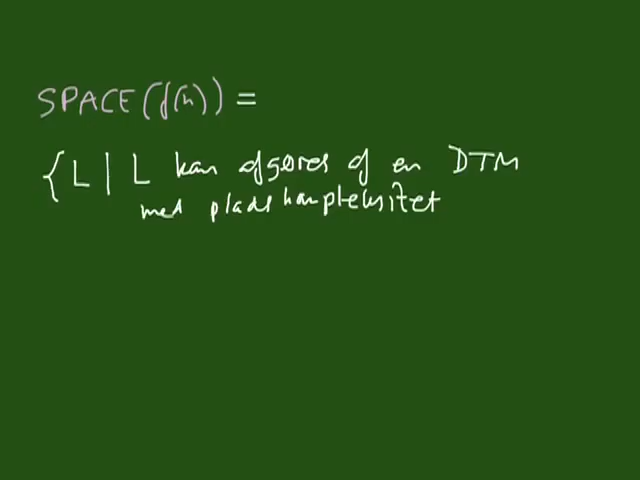 SPACE(f(n)) =
{ L | L kan afgøres af en DTM
med pladskompleksitet